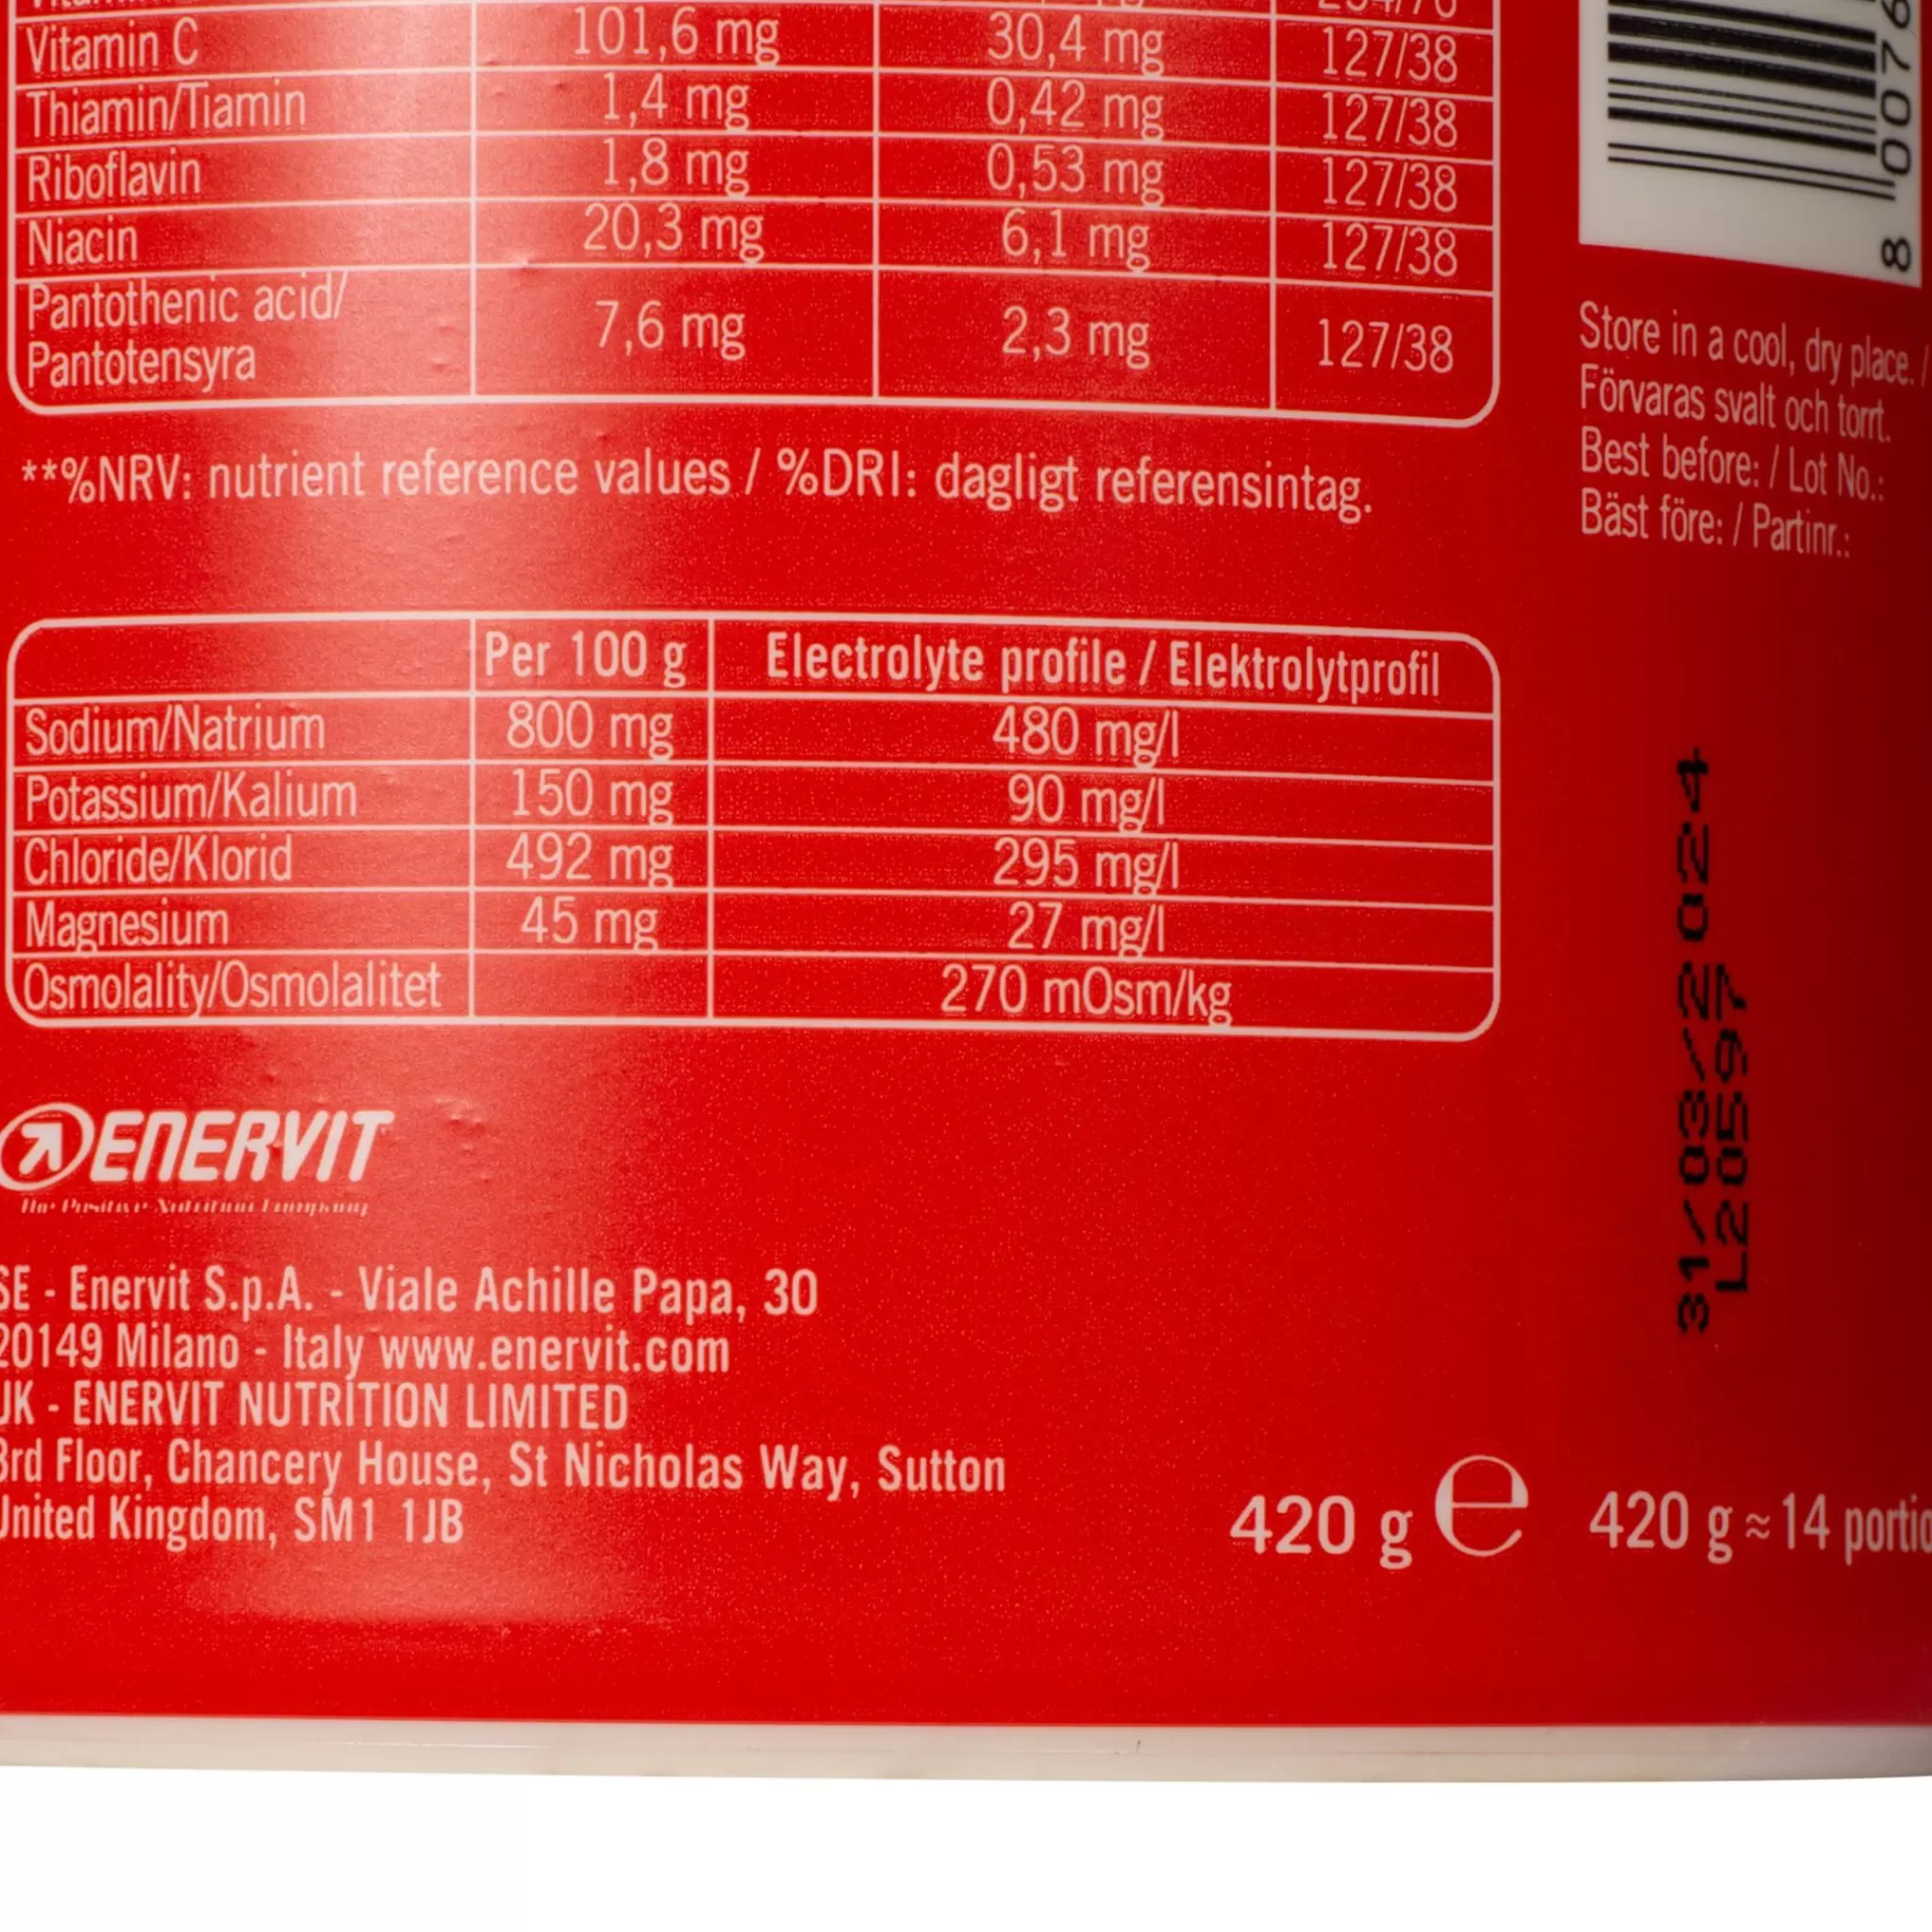 Vitamin C 101,6 mg 30,4 mg 127/38
Thiamin/Tiamin 1,4 mg 0,42 mg 127/38
Riboflavin 1,8 mg 0,53 mg 127/38
Niacin 20,3 mg 6,1 mg 127/38
Pantothenic acid/
Pantotensyra 7,6 mg 2,3 mg 127/38
**%NRV: nutrient reference values / %DRI: dagligt referensintag.
Per 100 g Electrolyte profile / Elektrolytprofil
Sodium/Natrium 800 mg 480 mg/l
Potassium/Kalium 150 mg 90 mg/l
Chloride/Klorid 492 mg 295 mg/l
Magnesium 45 mg 27 mg/l
Osmolality/Osmolalitet 270 mOsm/kg
ENERVIT
The Positive Nutrition Company
SE - Enervit S.p.A. - Viale Achille Papa, 30
20149 Milano - Italy www.enervit.com
UK - ENERVIT NUTRITION LIMITED
3rd Floor, Chancery House, St Nicholas Way, Sutton
United Kingdom, SM1 1JB
420 g e
8 0076
Store in a cool, dry place. /
Förvaras svalt och torrt.
Best before: / Lot No.:
Bäst före: / Partinr.:
31/03/2024
L20597
420 g ≈ 14 portio